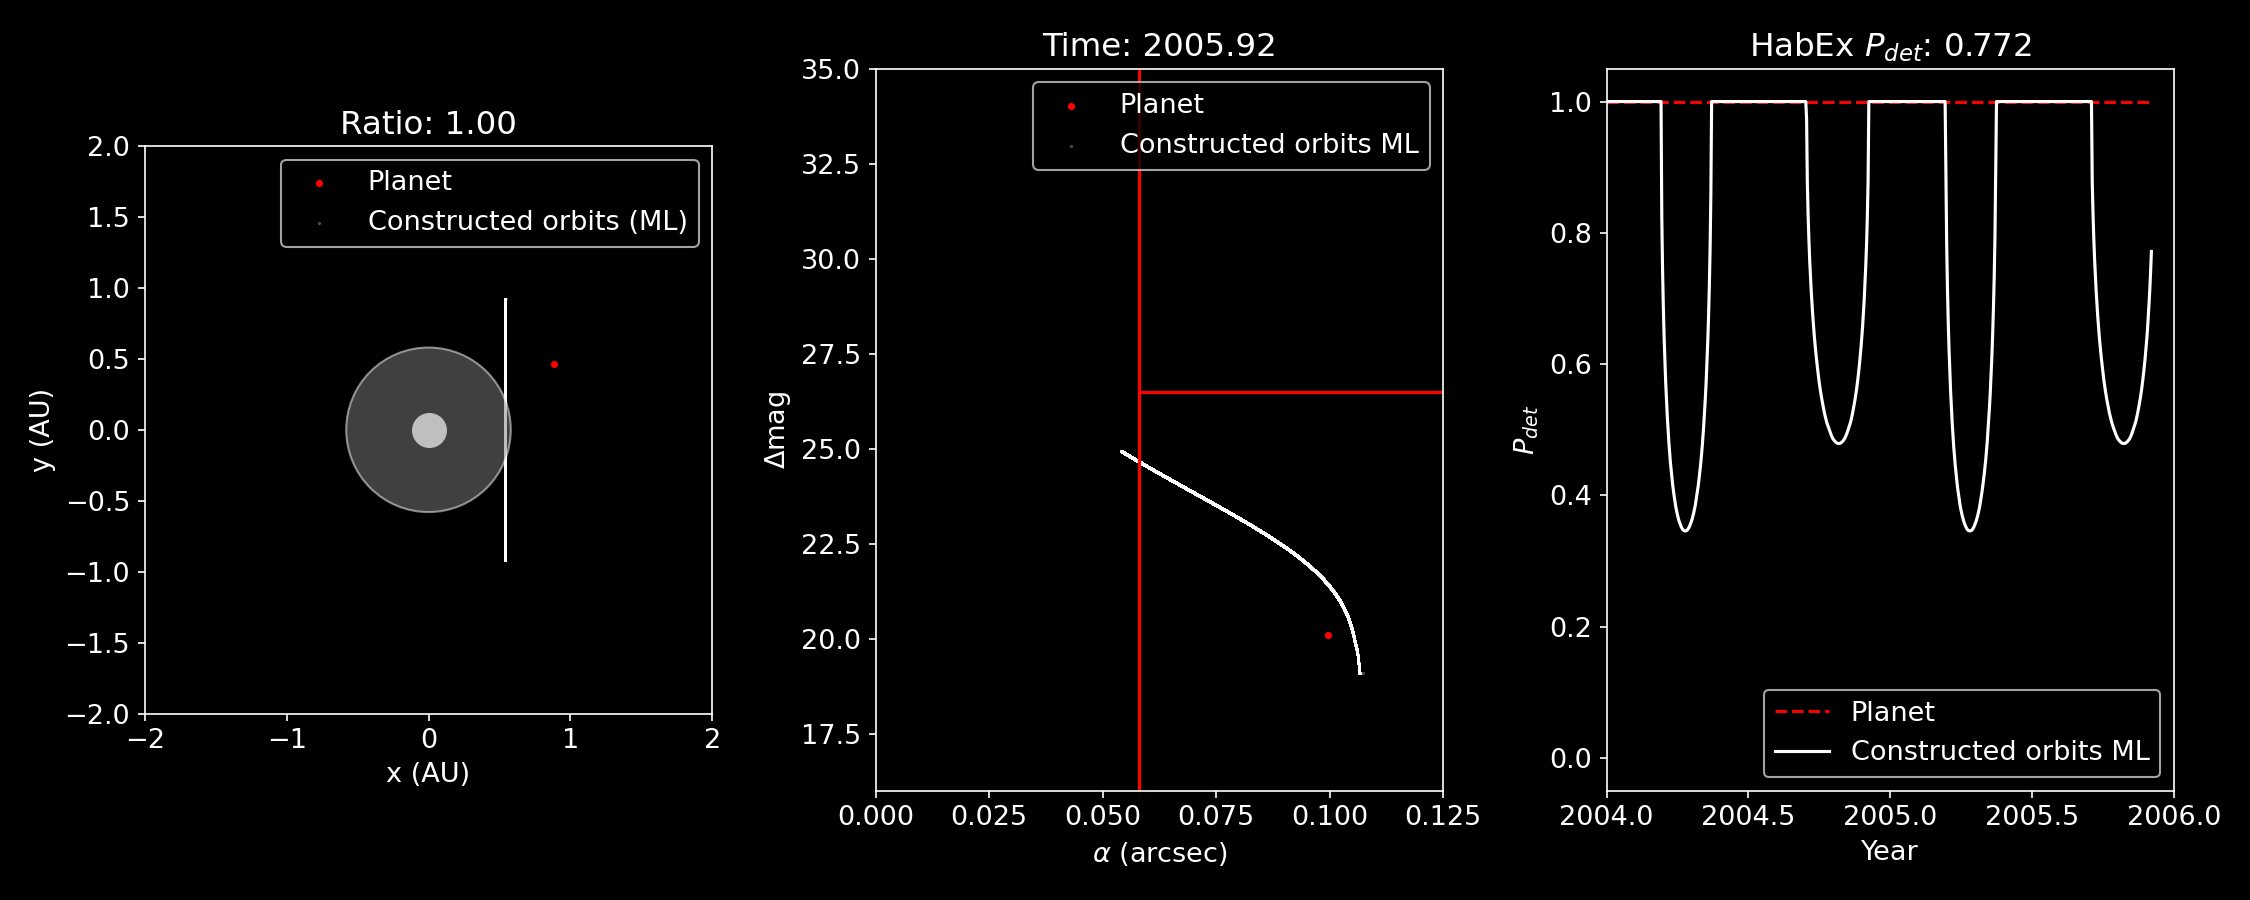 Ratio: 1.00
Planet
Constructed orbits (ML)
2.0
1.5
1.0
0.5
0.0
−0.5
−1.0
−1.5
−2.0
y (AU)
−2 −1 0 1 2
x (AU)
Time: 2005.92
Planet
Constructed orbits ML
35.0
32.5
30.0
27.5
25.0
22.5
20.0
17.5
Δmag
0.000 0.025 0.050 0.075 0.100 0.125
α (arcsec)
HabEx P_det: 0.772
1.0
0.8
0.6
0.4
0.2
0.0
P_det
Planet
Constructed orbits ML
2004.0 2004.5 2005.0 2005.5 2006.0
Year